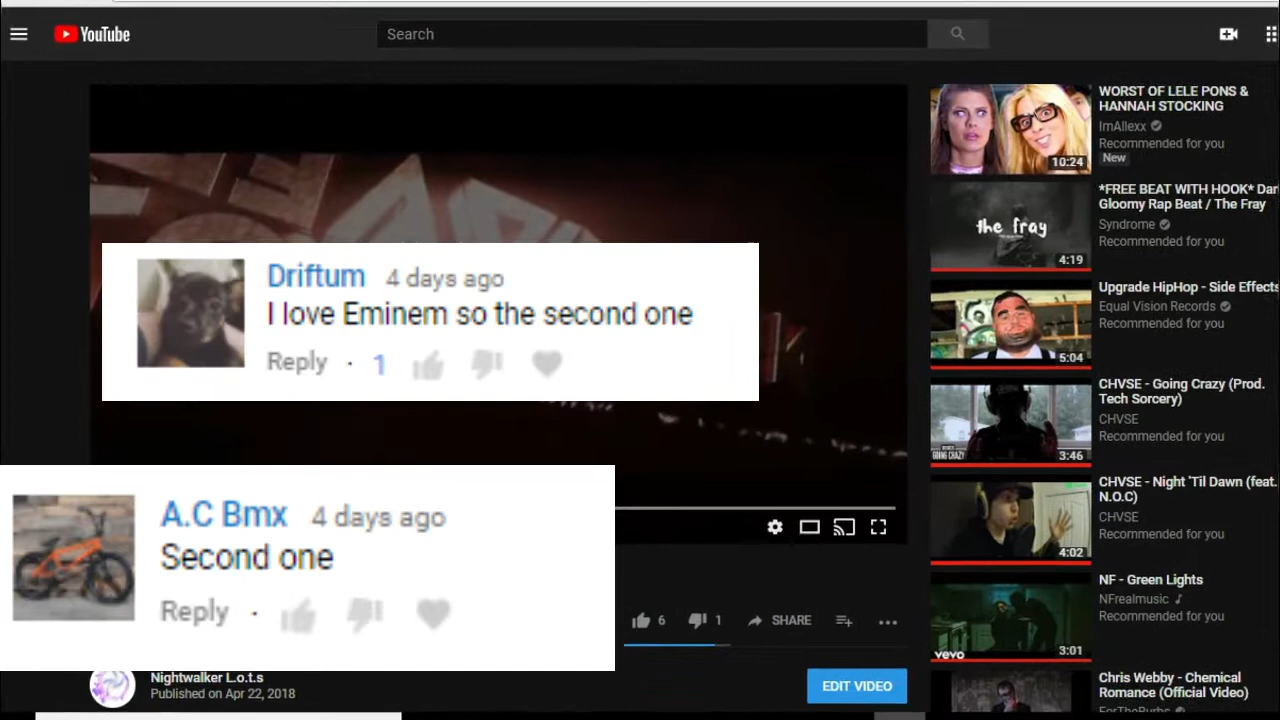 YouTube
Search
Driftum 4 days ago
I love Eminem so the second one
Reply · 1
A.C Bmx 4 days ago
Second one
Reply ·
6 1 SHARE
Nightwalker L.o.t.s
Published on Apr 22, 2018
EDIT VIDEO
10:24
WORST OF LELE PONS &
HANNAH STOCKING
ImAllexx
Recommended for you
New
the fray
4:19
*FREE BEAT WITH HOOK* Dar
Gloomy Rap Beat / The Fray
Syndrome
Recommended for you
5:04
Upgrade HipHop - Side Effects
Equal Vision Records
Recommended for you
GOING CRAZY
3:46
CHVSE - Going Crazy (Prod.
Tech Sorcery)
CHVSE
Recommended for you
4:02
CHVSE - Night 'Til Dawn (feat.
N.O.C)
CHVSE
Recommended for you
vevo
3:01
NF - Green Lights
NFrealmusic
Recommended for you
Chris Webby - Chemical
Romance (Official Video)
ForTheBurbs